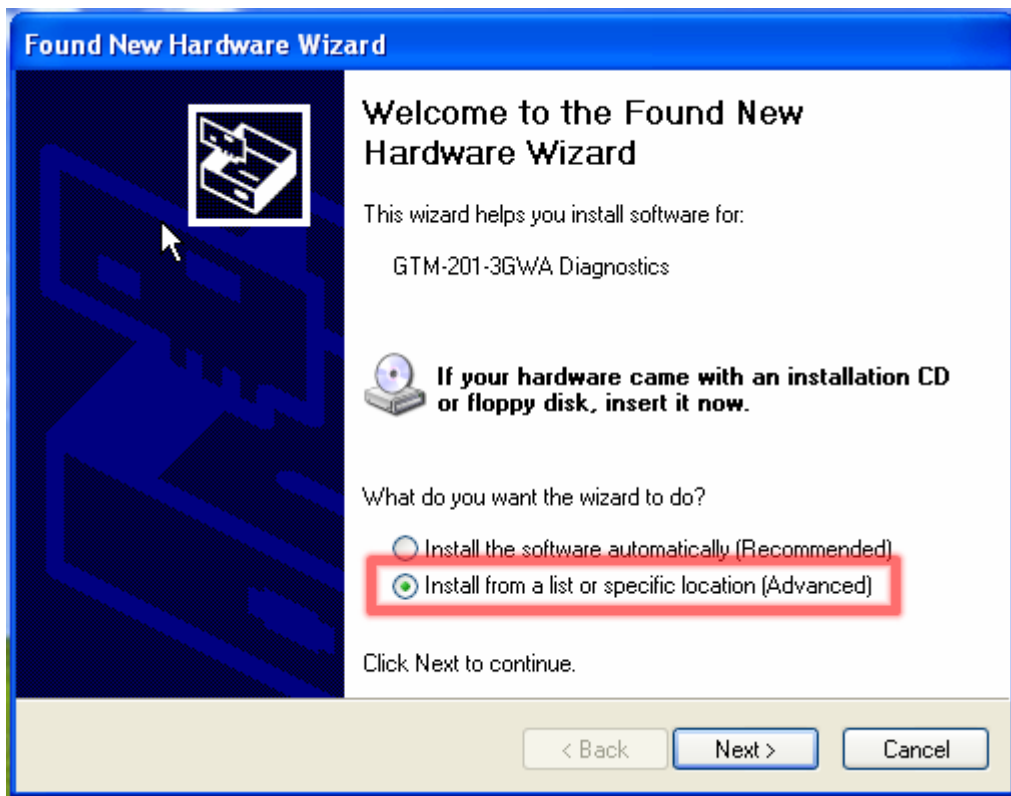 Found New Hardware Wizard
Welcome to the Found New
Hardware Wizard
This wizard helps you install software for:
GTM-201-3GWA Diagnostics
If your hardware came with an installation CD
or floppy disk, insert it now.
What do you want the wizard to do?
Install the software automatically (Recommended)
Install from a list or specific location (Advanced)
Click Next to continue.
< Back Next > Cancel